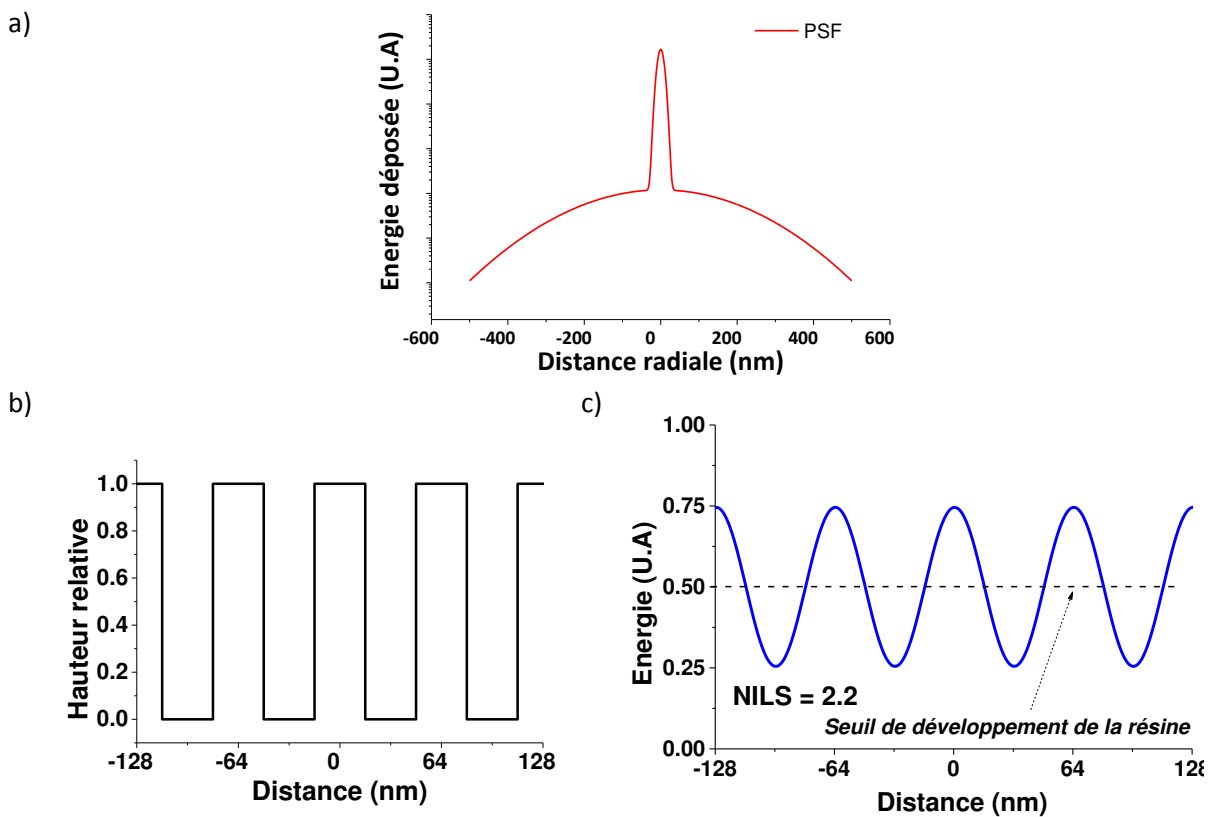 a)
PSF
Energie déposée (U.A)
-600
-400
-200
0
200
400
600
Distance radiale (nm)
b)
c)
Hauteur relative
1.0
0.8
0.6
0.4
0.2
0.0
-128
-64
0
64
128
Distance (nm)
Energie (U.A)
1.00
0.75
0.50
0.25
0.00
NILS = 2.2
Seuil de développement de la résine
-128
-64
0
64
128
Distance (nm)